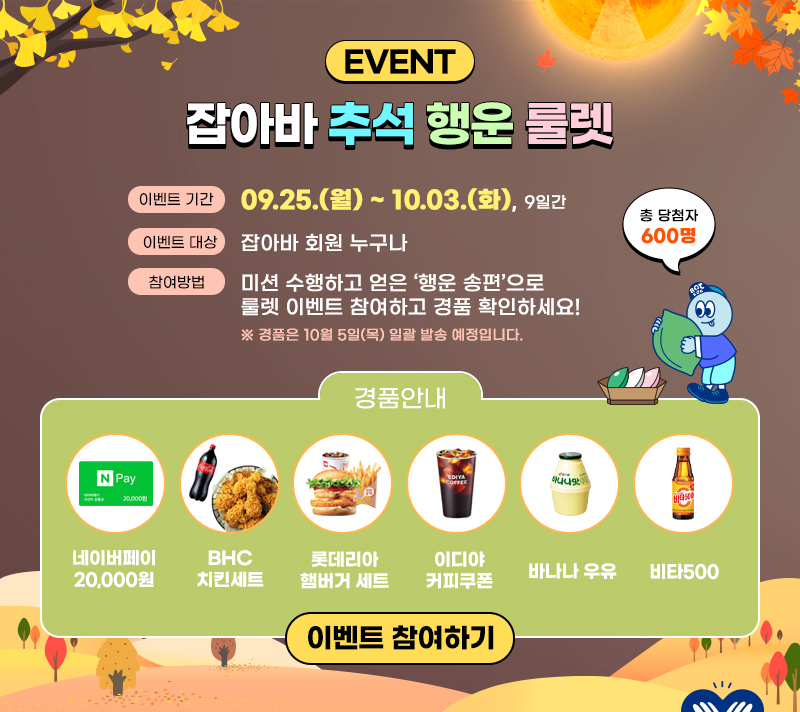 EVENT
잡아바 추석 행운 룰렛
이벤트 기간 09.25.(월) ~ 10.03.(화), 9일간
이벤트 대상 잡아바 회원 누구나
참여방법 미션 수행하고 얻은 ‘행운 송편’으로
룰렛 이벤트 참여하고 경품 확인하세요!
※ 경품은 10월 5일(목) 일괄 발송 예정입니다.
총 당첨자
600명
경품안내
N Pay
20,000원
EDIYA
COFFEE
바나나맛
비타500
네이버페이
20,000원
BHC
치킨세트
롯데리아
햄버거 세트
이디야
커피쿠폰
바나나 우유
비타500
이벤트 참여하기